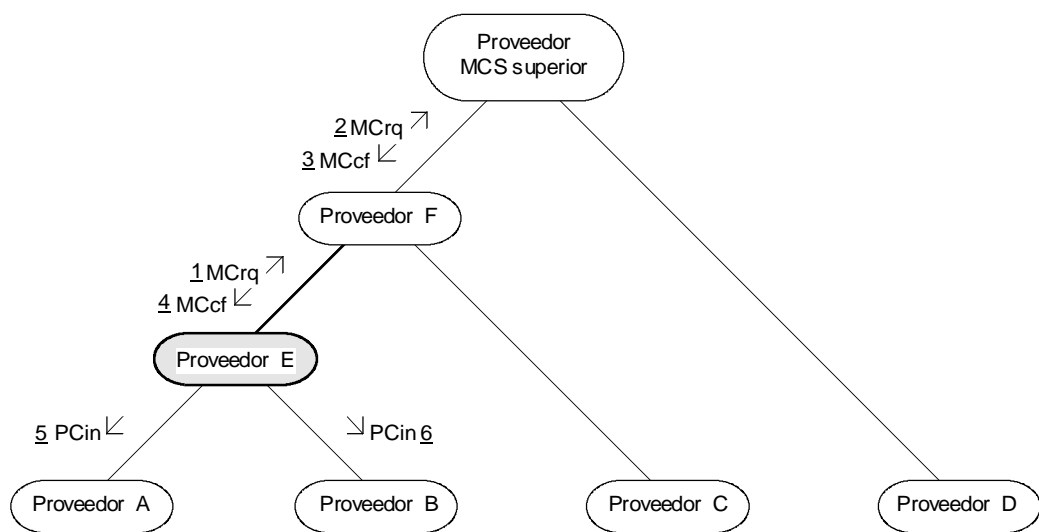 Proveedor
MCS superior
2 MCrq
3 MCcf
Proveedor F
1 MCrq
4 MCcf
Proveedor E
5 PCin
PCin 6
Proveedor A
Proveedor B
Proveedor C
Proveedor D